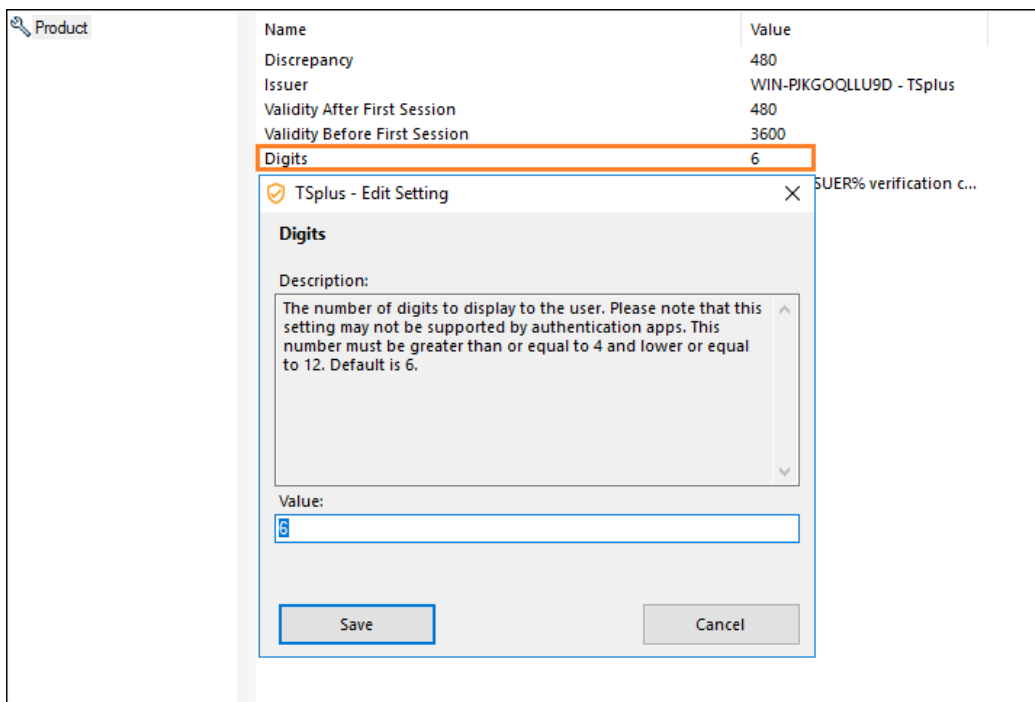 Product
Name Value
Discrepancy 480
Issuer WIN-PJKGOQLLU9D - TSplus
Validity After First Session 480
Validity Before First Session 3600
Digits 6
SUER% verification c...
TSplus - Edit Setting
Digits
Description:
The number of digits to display to the user. Please note that this
setting may not be supported by authentication apps. This
number must be greater than or equal to 4 and lower or equal
to 12. Default is 6.
Value:
6
Save Cancel